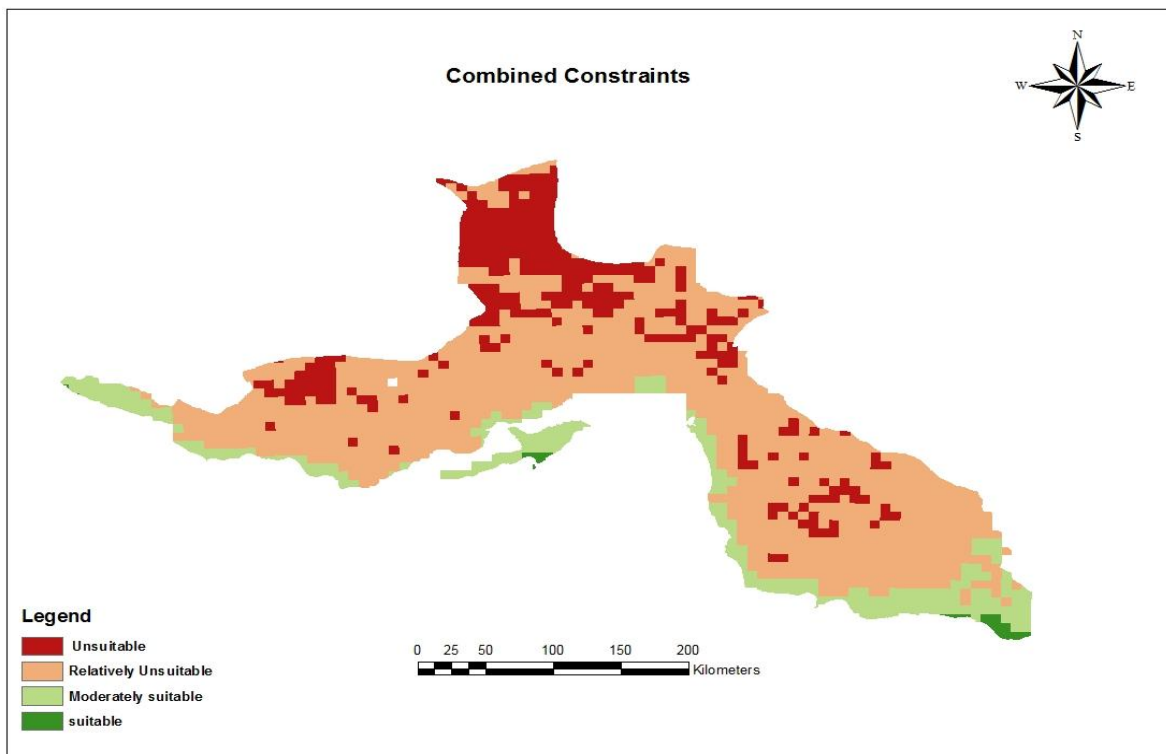 Combined Constraints
N
W E
S
Legend
Unsuitable
Relatively Unsuitable
Moderately suitable
suitable
0 25 50 100 150 200
Kilometers